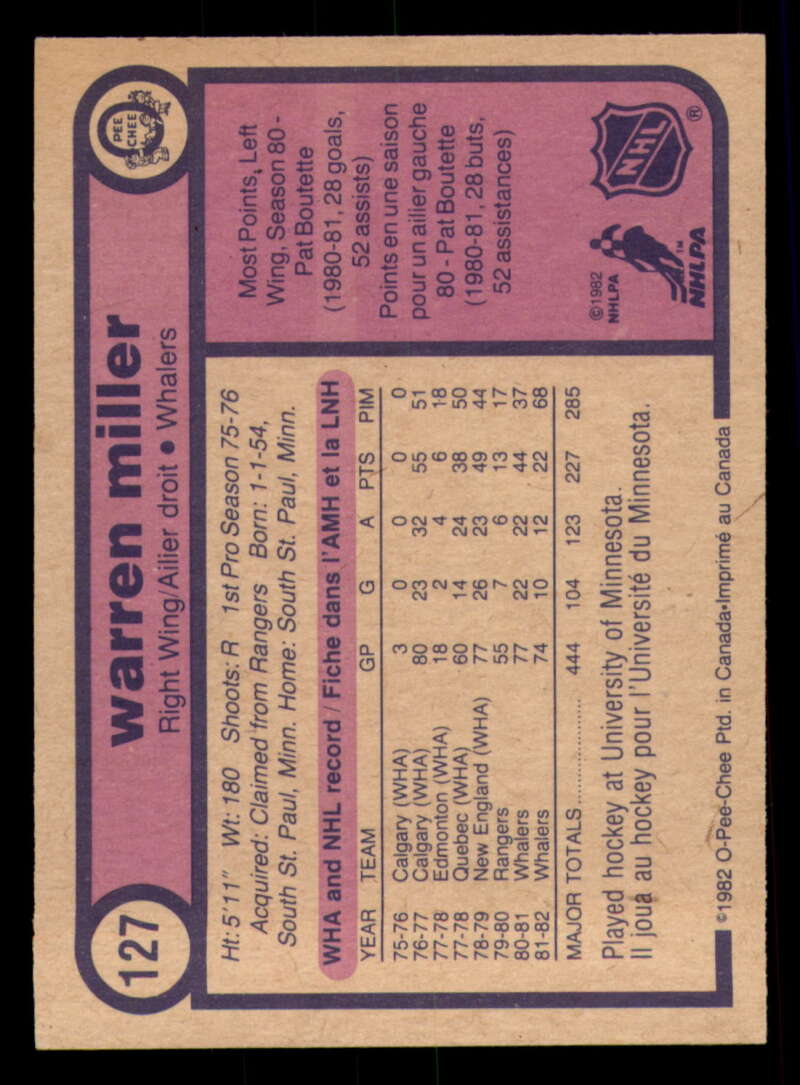 127
warren miller
Right Wing/Ailier droit • Whalers
O
PEE
CHEE
Ht: 5'11" Wt: 180 Shoots: R 1st Pro Season 75-76
Acquired: Claimed from Rangers Born: 1-1-54,
South St. Paul, Minn. Home: South St. Paul, Minn.
WHA and NHL record / Fiche dans l'AMH et la LNH
YEAR TEAM GP G A PTS PIM
75-76 Calgary (WHA) 3 0 0 0 0
76-77 Calgary (WHA) 80 23 32 55 51
77-78 Edmonton (WHA) 18 2 4 6 18
77-78 Quebec (WHA) 60 14 24 38 50
78-79 New England (WHA) 77 26 23 49 44
79-80 Rangers 55 7 6 13 17
80-81 Whalers 77 22 22 44 37
81-82 Whalers 74 10 12 22 68
MAJOR TOTALS.................... 444 104 123 227 285
Played hockey at University of Minnesota.
Il joua au hockey pour l'Université du Minnesota.
Most Points, Left
Wing, Season 80 -
Pat Boutette
(1980-81, 28 goals,
52 assists)
Points en une saison
pour un ailier gauche
80 - Pat Boutette
(1980-81, 28 buts,
52 assistances)
©1982
NHLPA
NHLPA™
NHL ®
©1982 O-Pee-Chee Ptd. in Canada•Imprimé au Canada